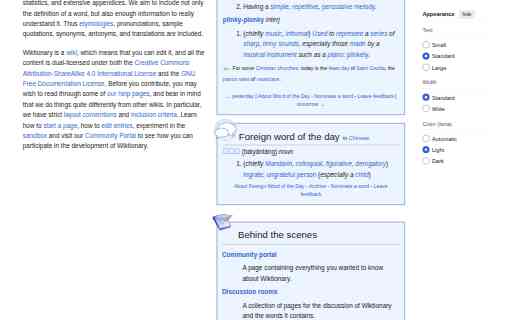 statistics, and extensive appendices. We aim to include not only
the definition of a word, but also enough information to really
understand it. Thus etymologies, pronunciations, sample
quotations, synonyms, antonyms, and translations are included.
Wiktionary is a wiki, which means that you can edit it, and all the
content is dual-licensed under both the Creative Commons
Attribution-ShareAlike 4.0 International License and the GNU
Free Documentation License. Before you contribute, you may
wish to read through some of our help pages, and bear in mind
that we do things quite differently from other wikis. In particular,
we have strict layout conventions and inclusion criteria. Learn
how to start a page, how to edit entries, experiment in the
sandbox and visit our Community Portal to see how you can
participate in the development of Wiktionary.
2. Having a simple, repetitive, percussive melody.
plinky-plonky interj
1. (chiefly music, informal) Used to represent a series of
sharp, tinny sounds, especially those made by a
musical instrument such as a piano; plinkety.
← For some Christian churches, today is the feast day of Saint Cecilia, the
patron saint of musicians.
← yesterday | About Word of the Day • Nominate a word • Leave feedback |
tomorrow →
Foreign word of the day in Chinese
(báiyǎnláng) noun
1. (chiefly Mandarin, colloquial, figurative, derogatory)
ingrate; ungrateful person (especially a child)
About Foreign Word of the Day • Archive • Nominate a word • Leave
feedback
Behind the scenes
Community portal
A page containing everything you wanted to know
about Wiktionary.
Discussion rooms
A collection of pages for the discussion of Wiktionary
and the words it contains.
Appearance hide
Text
Small
Standard
Large
Width
Standard
Wide
Color (beta)
Automatic
Light
Dark